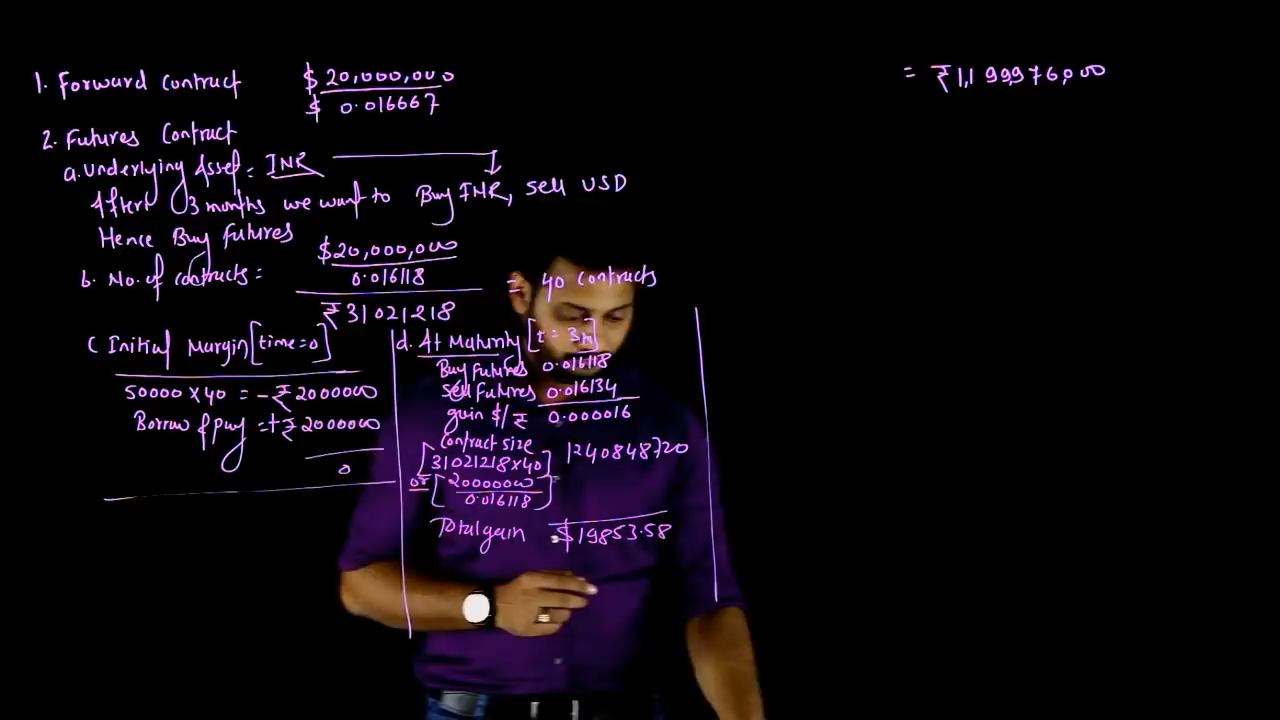 1. Forward Contract $ 20,000,000 / $ 0.016667 = ₹1,199976,000
2. Futures Contract
a. Underlying Asset = INR
After 3 months we want to Buy INR, Sell USD
Hence Buy futures
b. No. of contracts = $20,000,000 / 0.016118 / ₹31021218 = 40 Contracts
C Initial Margin [time=0]
50000 x 40 = -₹2000000
Borrow & pay = +₹2000000
0
d. At Maturity [t = 3m]
Buy futures 0.016118
Sell futures 0.016134
gain $/₹ 0.000016
Contract size
[31021218x40] 1240848720
or [20000000 / 0.016118]
Total gain $19853.58